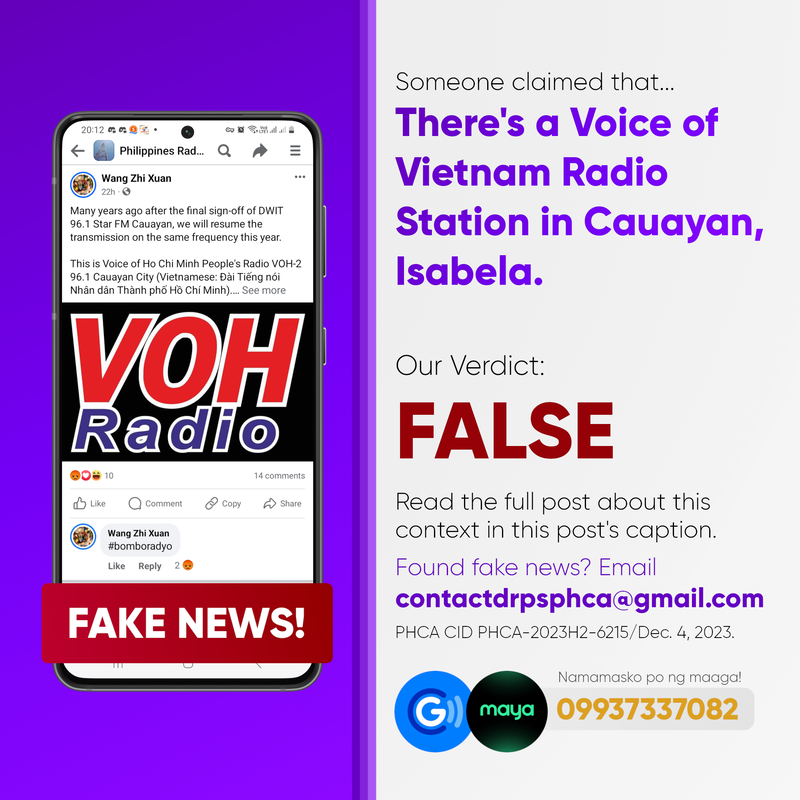 20:12
Philippines Rad...
Wang Zhi Xuan
22h
Many years ago after the final sign-off of DWIT
96.1 Star FM Cauayan, we will resume the
transmission on the same frequency this year.
This is Voice of Ho Chi Minh People's Radio VOH-2
96.1 Cauayan City (Vietnamese: Đài Tiếng nói
Nhân dân Thành phố Hồ Chí Minh).... See more
VOH
Radio
10 14 comments
Like Comment Copy Share
Wang Zhi Xuan
#bomboradyo
Like Reply 2
FAKE NEWS!
Someone claimed that...
There's a Voice of
Vietnam Radio
Station in Cauayan,
Isabela.
Our Verdict:
FALSE
Read the full post about this
context in this post's caption.
Found fake news? Email
contactdrpsphca@gmail.com
PHCA CID PHCA-2023H2-6215/Dec. 4, 2023.
Namamasko po ng maaga!
G maya 09937337082